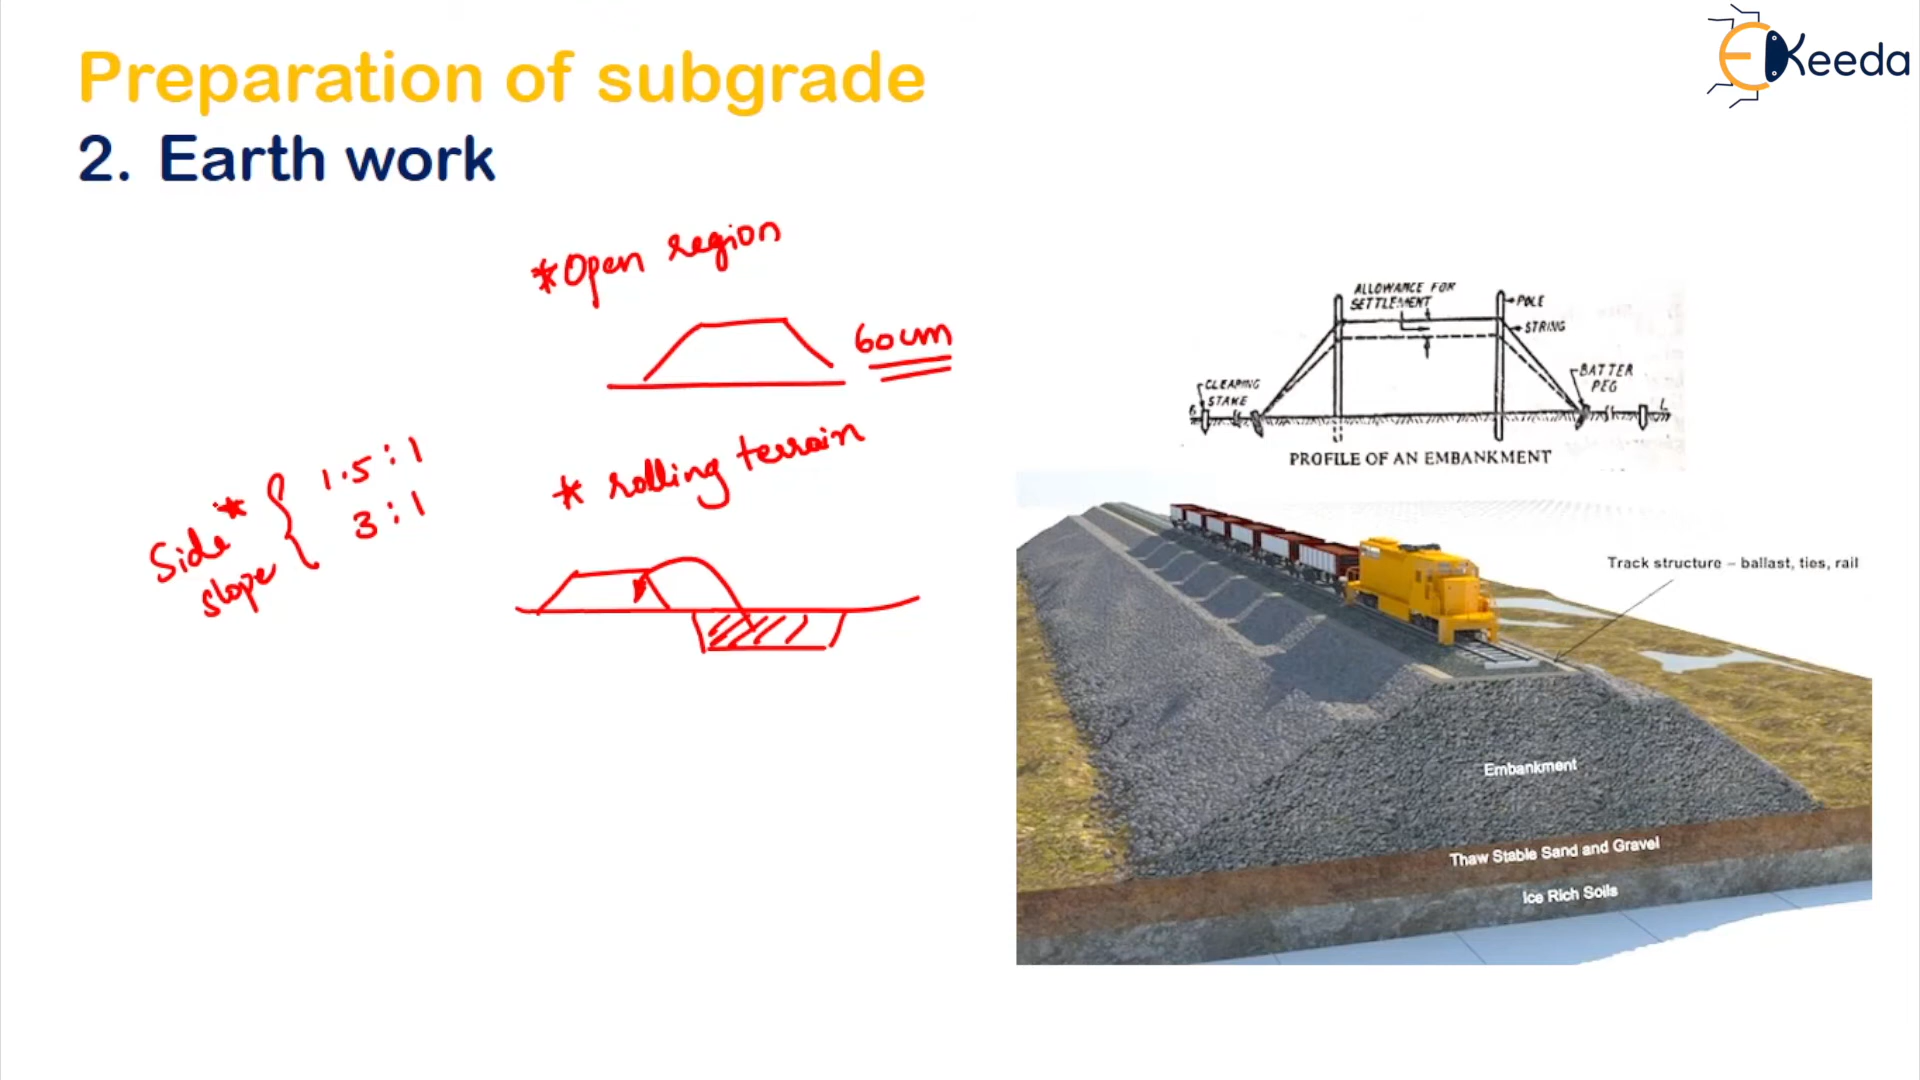 EKeeda
Preparation of subgrade
2. Earth work
*Open region
60cm
* rolling terrain
Side*
slope
1.5:1
3:1
ALLOWANCE FOR
SETTLEMENT
POLE
STRING
BATTER
PEG
CLEARING
STAKE
PROFILE OF AN EMBANKMENT
Track structure – ballast, ties, rail
Embankment
Thaw Stable Sand and Gravel
Ice Rich Soils